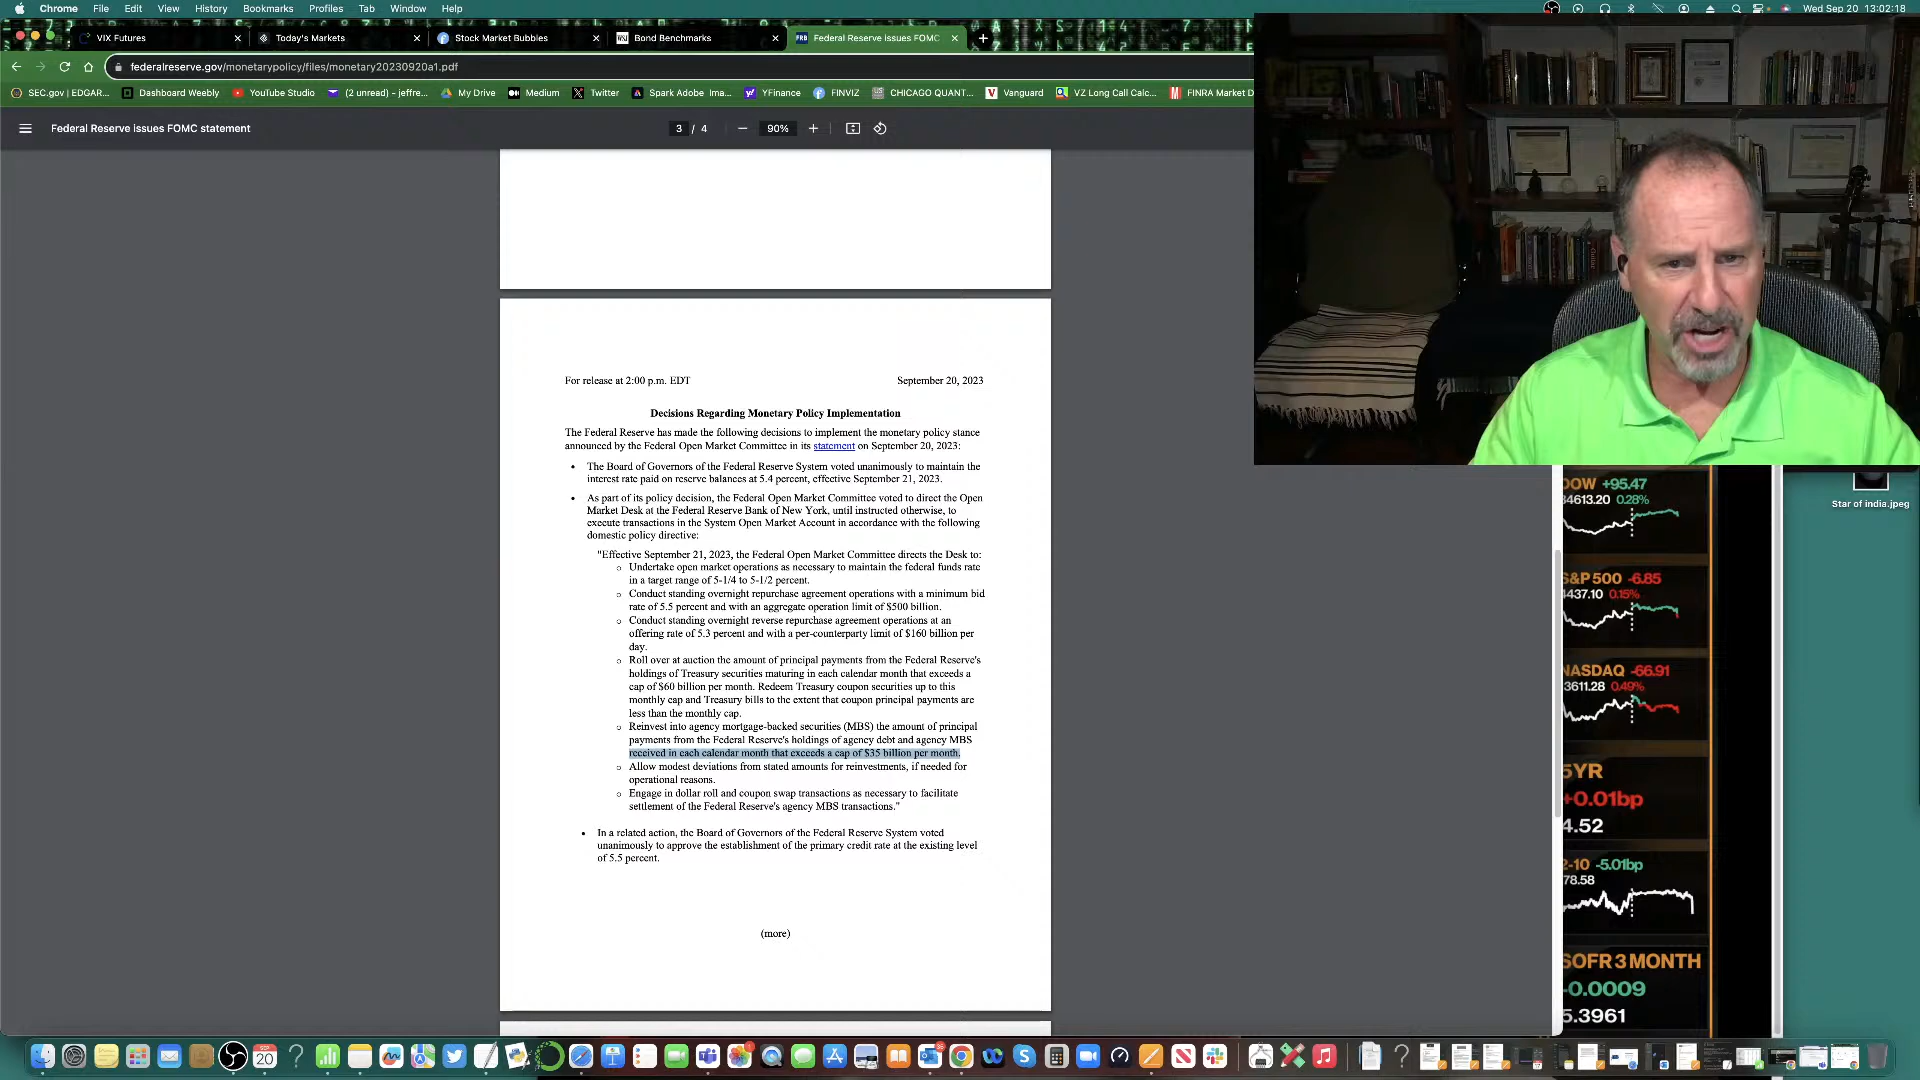 Chrome File Edit View History Bookmarks Profiles Tab Window Help Wed Sep 20 13:02:18
VIX Futures Today's Markets Stock Market Bubbles Bond Benchmarks Federal Reserve issues FOMC
federalreserve.gov/monetarypolicy/files/monetary20230920a1.pdf
SEC.gov | EDGAR... Dashboard Weekly YouTube Studio (2 unread) - jeffre... My Drive Medium Twitter Spark Adobe Ima... YFinance FINVIZ CHICAGO QUANT... Vanguard VZ Long Call Calc... FINRA Market D
Federal Reserve issues FOMC statement 3 / 4 90%
For release at 2:00 p.m. EDT September 20, 2023
Decisions Regarding Monetary Policy Implementation
The Federal Reserve has made the following decisions to implement the monetary policy stance
announced by the Federal Open Market Committee in its statement on September 20, 2023:
• The Board of Governors of the Federal Reserve System voted unanimously to maintain the
interest rate paid on reserve balances at 5.4 percent, effective September 21, 2023.
• As part of its policy decision, the Federal Open Market Committee voted to direct the Open
Market Desk at the Federal Reserve Bank of New York, until instructed otherwise, to
execute transactions in the System Open Market Account in accordance with the following
domestic policy directive:
"Effective September 21, 2023, the Federal Open Market Committee directs the Desk to:
o Undertake open market operations as necessary to maintain the federal funds rate
in a target range of 5-1/4 to 5-1/2 percent.
o Conduct standing overnight repurchase agreement operations with a minimum bid
rate of 5.5 percent and with an aggregate operation limit of $500 billion.
o Conduct standing overnight reverse repurchase agreement operations at an
offering rate of 5.3 percent and with a per-counterparty limit of $160 billion per
day.
o Roll over at auction the amount of principal payments from the Federal Reserve's
holdings of Treasury securities maturing in each calendar month that exceeds a
cap of $60 billion per month. Redeem Treasury coupon securities up to this
monthly cap and Treasury bills to the extent that coupon principal payments are
less than the monthly cap.
o Reinvest into agency mortgage-backed securities (MBS) the amount of principal
payments from the Federal Reserve's holdings of agency debt and agency MBS
received in each calendar month that exceeds a cap of $35 billion per month.
o Allow modest deviations from stated amounts for reinvestments, if needed for
operational reasons.
o Engage in dollar roll and coupon swap transactions as necessary to facilitate
settlement of the Federal Reserve's agency MBS transactions."
• In a related action, the Board of Governors of the Federal Reserve System voted
unanimously to approve the establishment of the primary credit rate at the existing level
of 5.5 percent.
(more)
Star of india.jpeg
DOW +95.47
34613.20 0.28%
S&P 500 -6.85
4437.10 0.15%
NASDAQ -66.91
3611.28 0.49%
5YR
+0.01bp
4.52
2-10 -5.01bp
78.58
SOFR 3 MONTH
-0.0009
5.3961
SEP
20